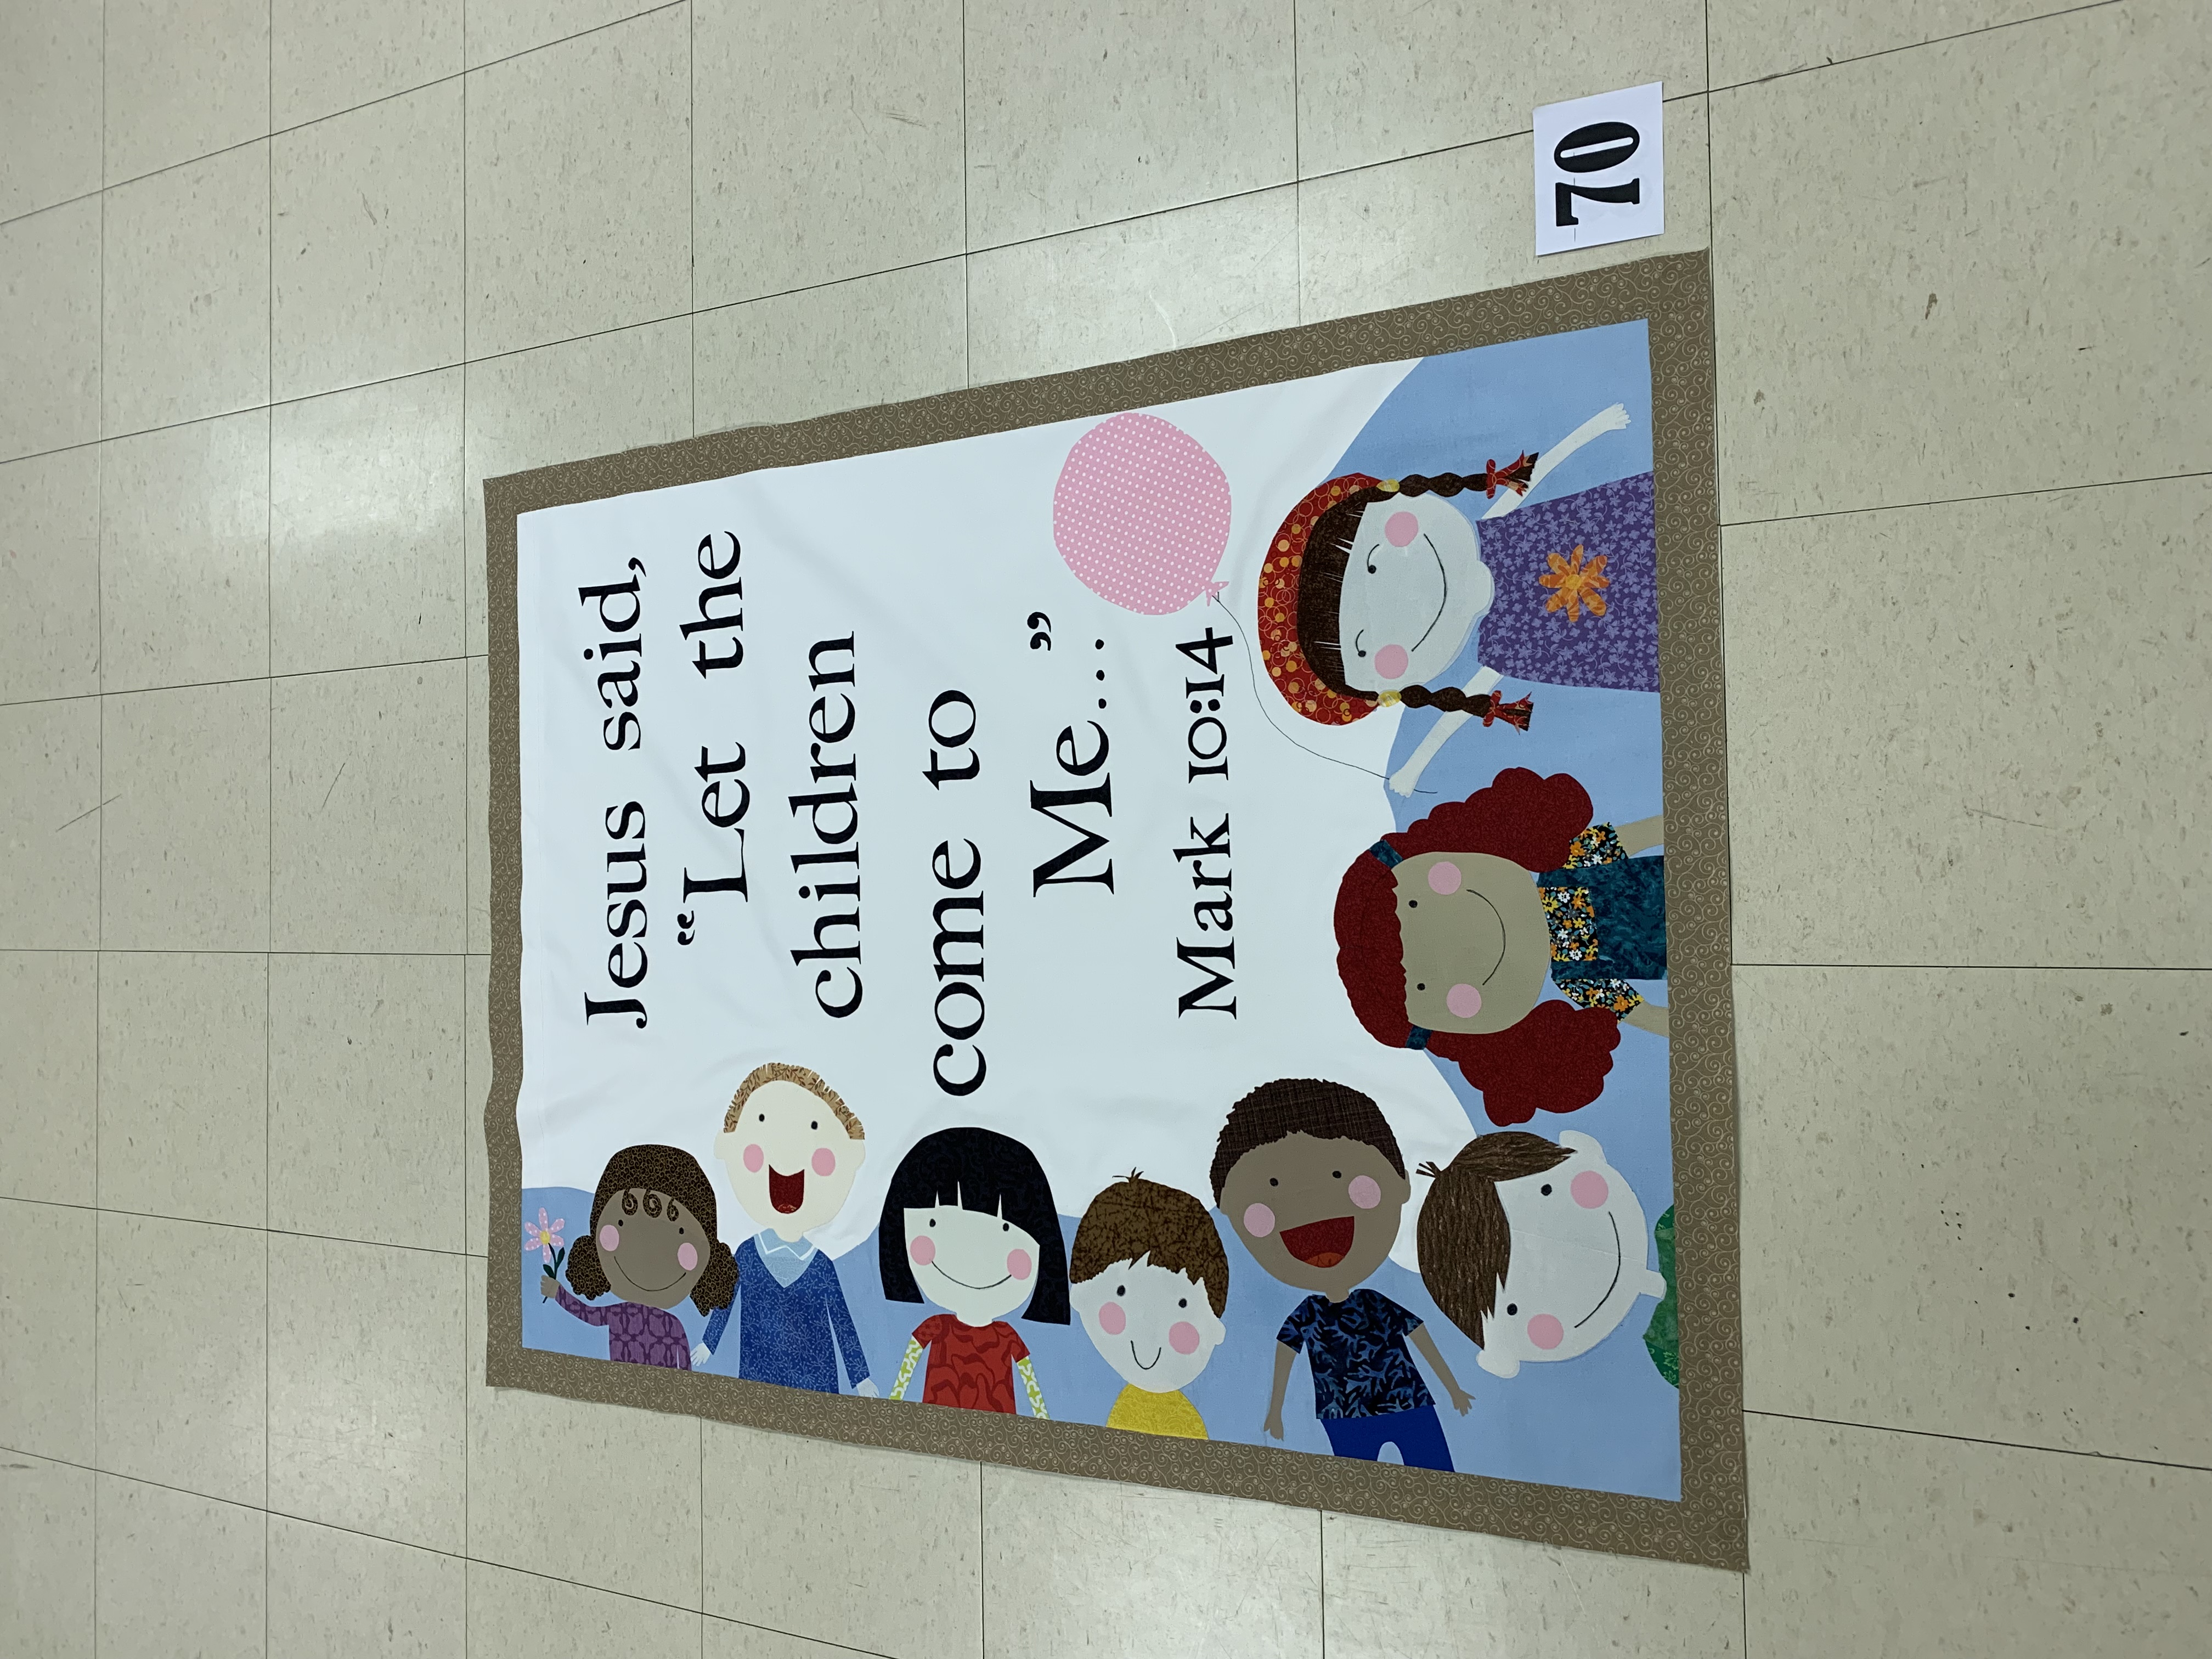 Jesus said,
“Let the
children
come to
Me...”
Mark 10:14
70